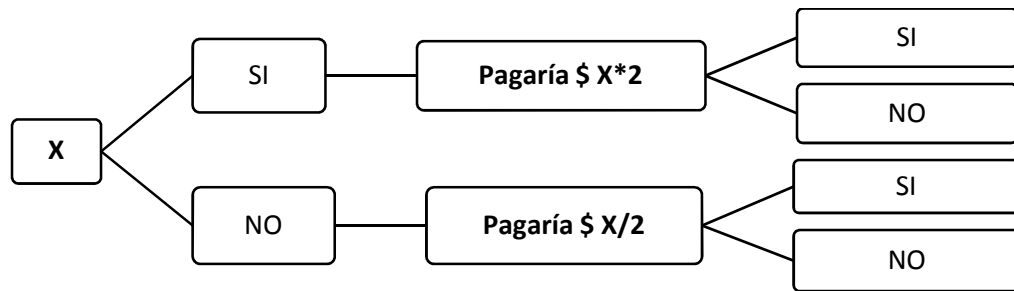 X
SI
Pagaría $ X*2
SI
NO
NO
Pagaría $ X/2
SI
NO